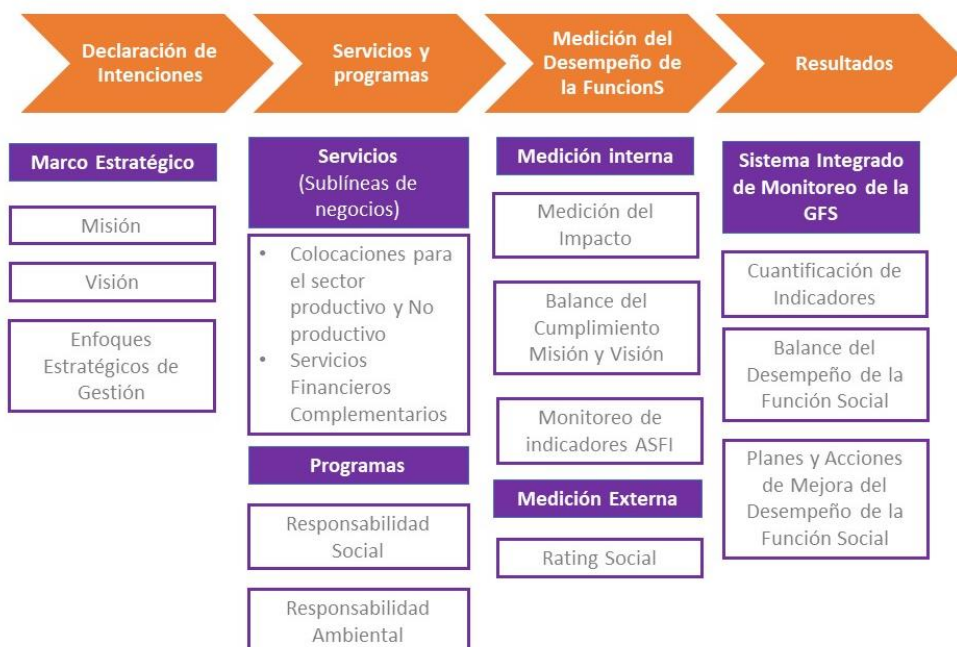 Declaración de
Intenciones
Servicios y
programas
Medición del
Desempeño de
la FuncionS
Resultados
Marco Estratégico
Misión
Visión
Enfoques
Estratégicos de
Gestión
Servicios
(Sublíneas de
negocios)
• Colocaciones para
el sector
productivo y No
productivo
• Servicios
Financieros
Complementarios
Programas
Responsabilidad
Social
Responsabilidad
Ambiental
Medición interna
Medición del
Impacto
Balance del
Cumplimiento
Misión y Visión
Monitoreo de
indicadores ASFI
Medición Externa
Rating Social
Sistema Integrado
de Monitoreo de la
GFS
Cuantificación de
Indicadores
Balance del
Desempeño de la
Función Social
Planes y Acciones
de Mejora del
Desempeño de la
Función Social